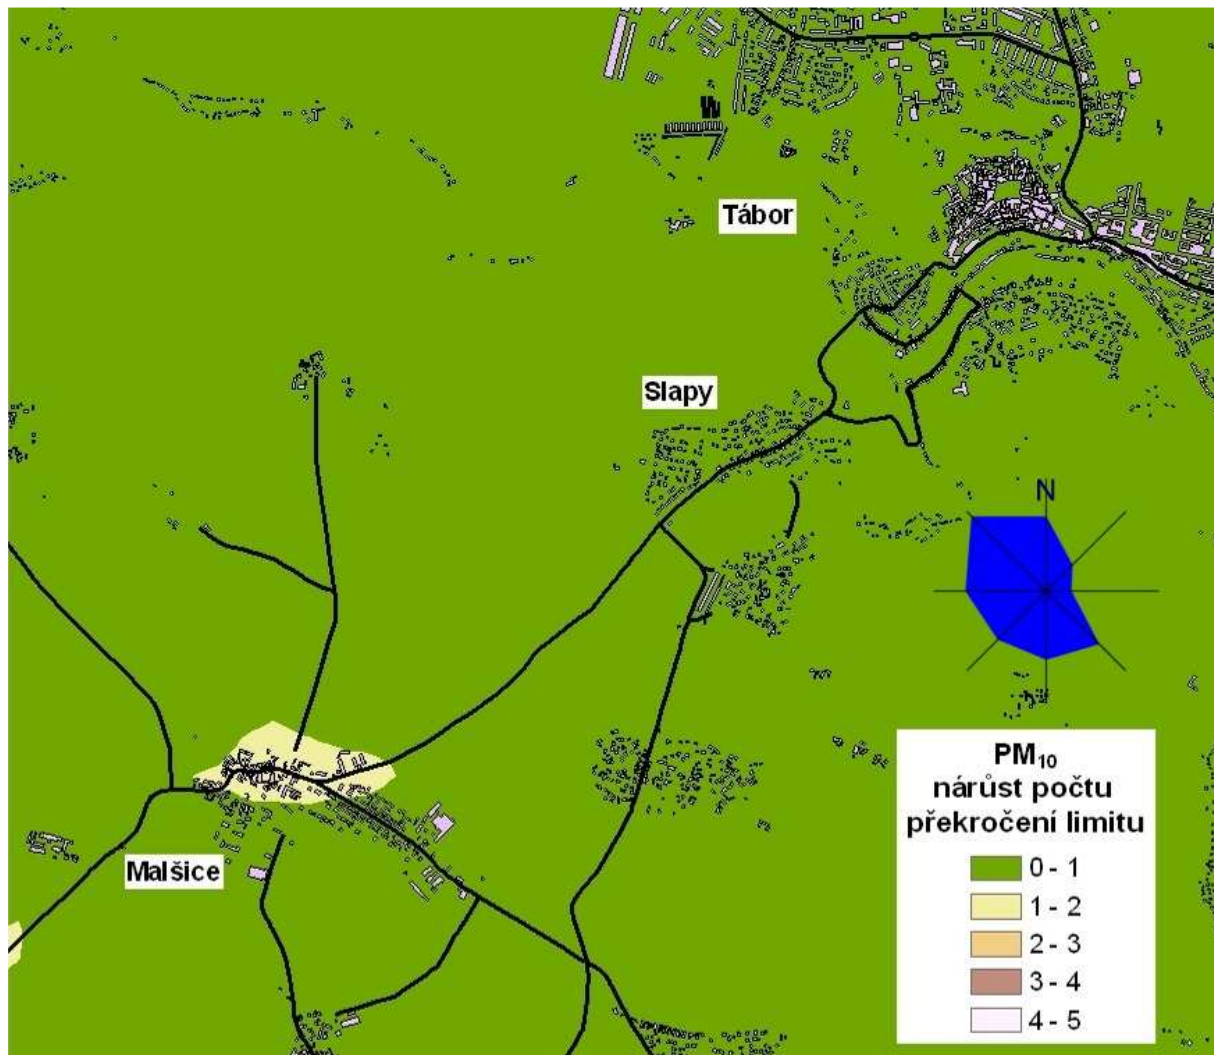 Tábor
Slapy
N
Malšice
PM₁₀
nárůst počtu
překročení limitu
0 - 1
1 - 2
2 - 3
3 - 4
4 - 5